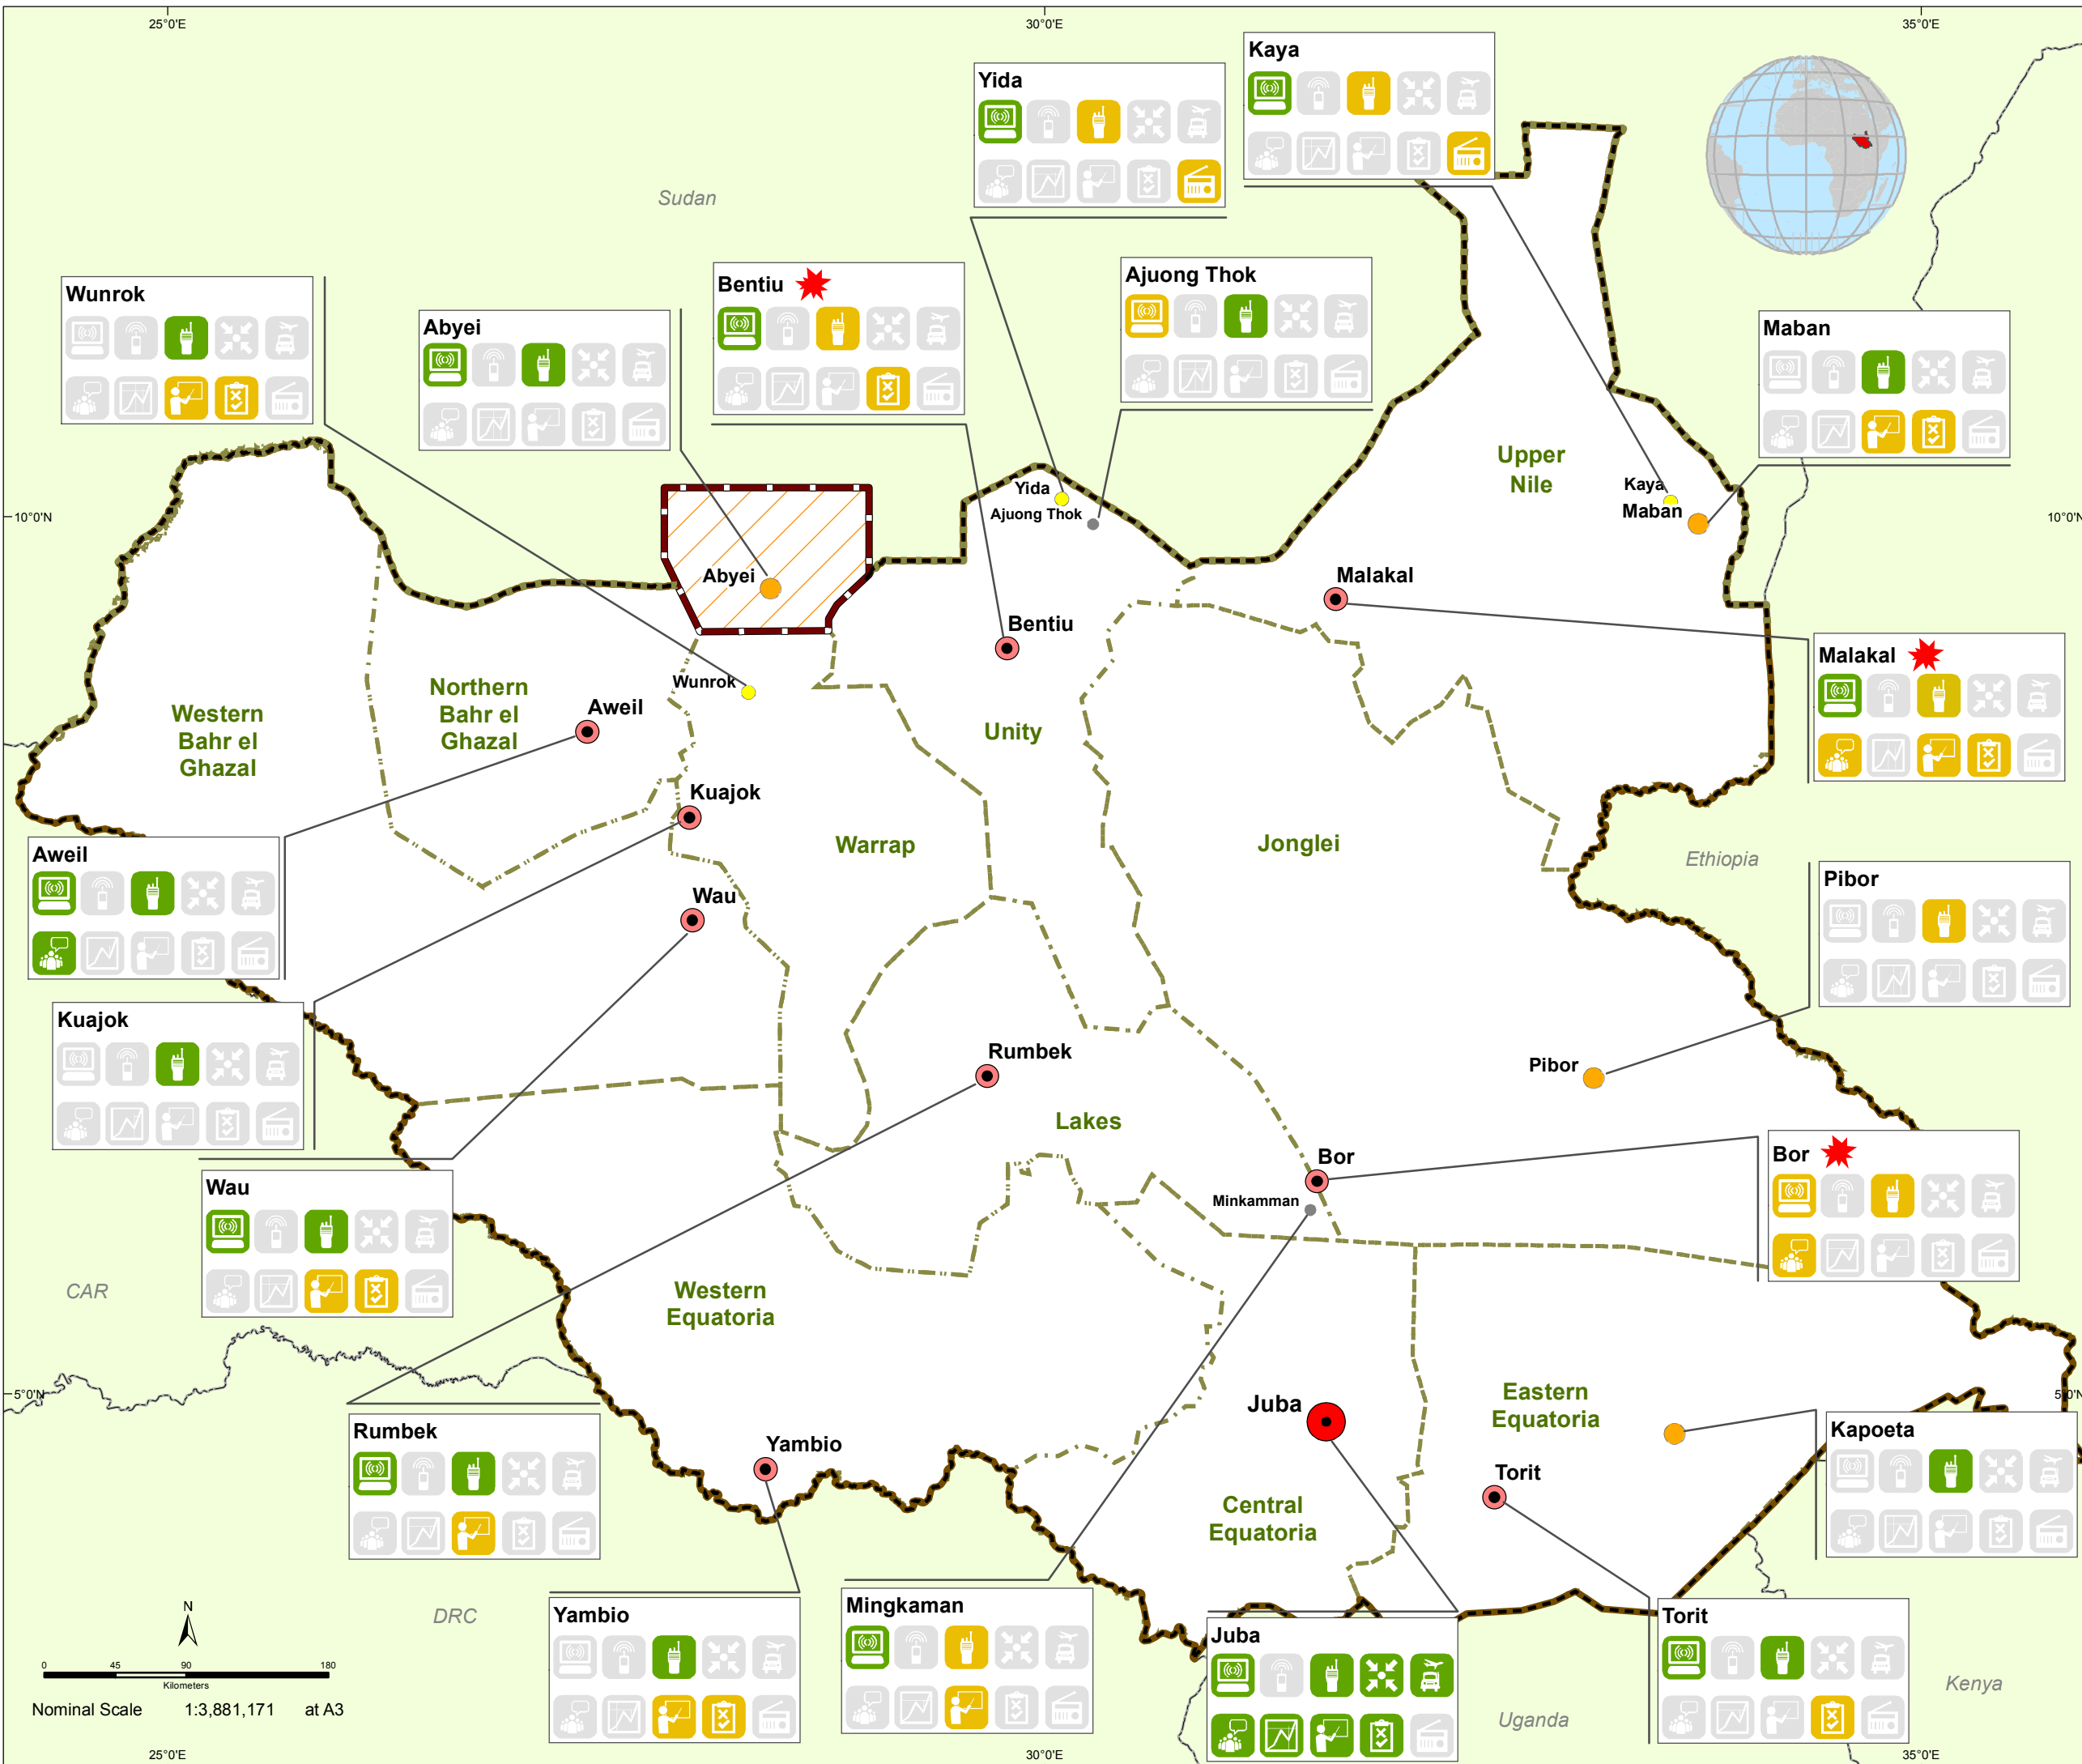 25°0'E
30°0'E
35°0'E
Kaya
Yida
Sudan
Wunrok
Bentiu
Ajuong Thok
Abyei
Maban
Upper
Nile
Yida
Kaya
Ajuong Thok
Maban
10°0'N
10°0'N
Abyei
Malakal
Bentiu
Malakal
Wunrok
Northern
Bahr el
Ghazal
Western
Bahr el
Ghazal
Aweil
Unity
Kuajok
Warrap
Jonglei
Aweil
Ethiopia
Pibor
Wau
Kuajok
Rumbek
Pibor
Lakes
Bor
Bor
Wau
Minkamman
CAR
Western
Equatoria
5°0'N
5°0'N
Eastern
Equatoria
Juba
Kapoeta
Rumbek
Yambio
Torit
Central
Equatoria
N
DRC
Yambio
Mingkaman
Juba
Torit
0 45 90 180
Kilometers
Nominal Scale 1:3,881,171 at A3
Kenya
Uganda
25°0'E
30°0'E
35°0'E